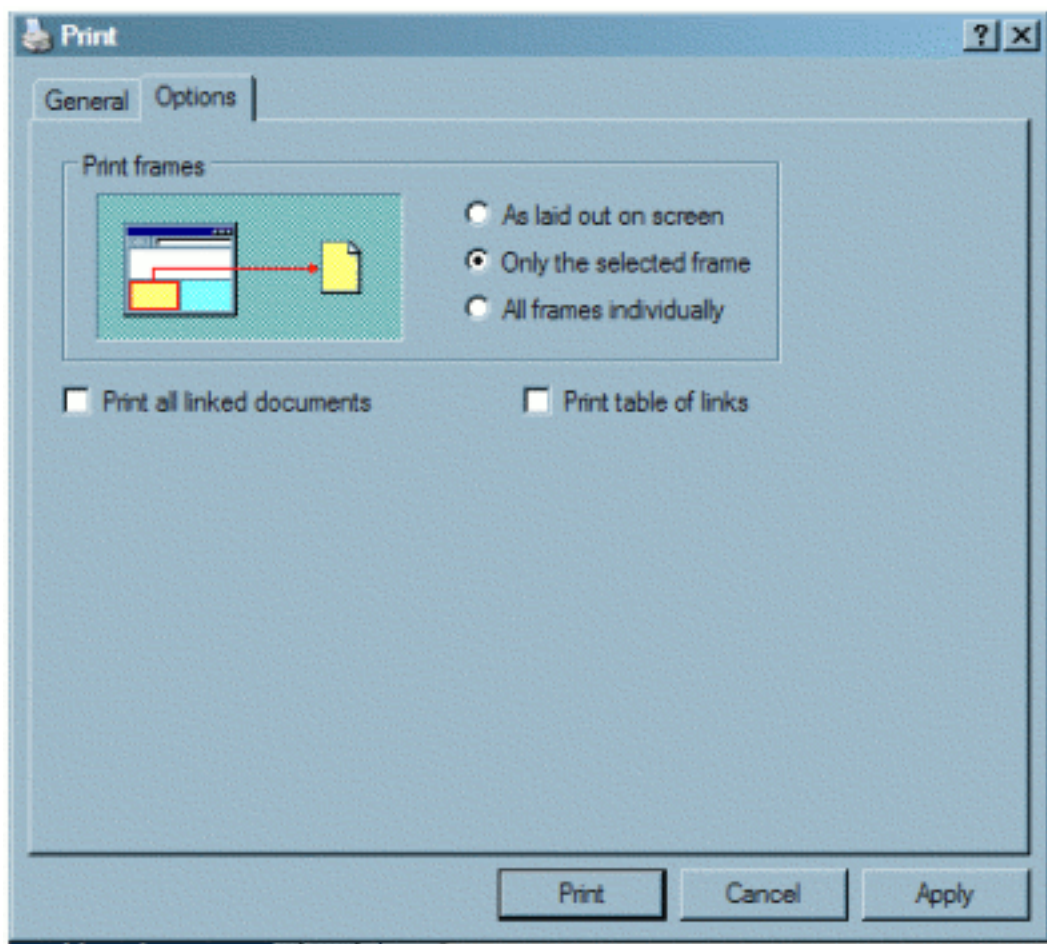 Print
General Options
Print frames
As laid out on screen
Only the selected frame
All frames individually
Print all linked documents Print table of links
Print Cancel Apply